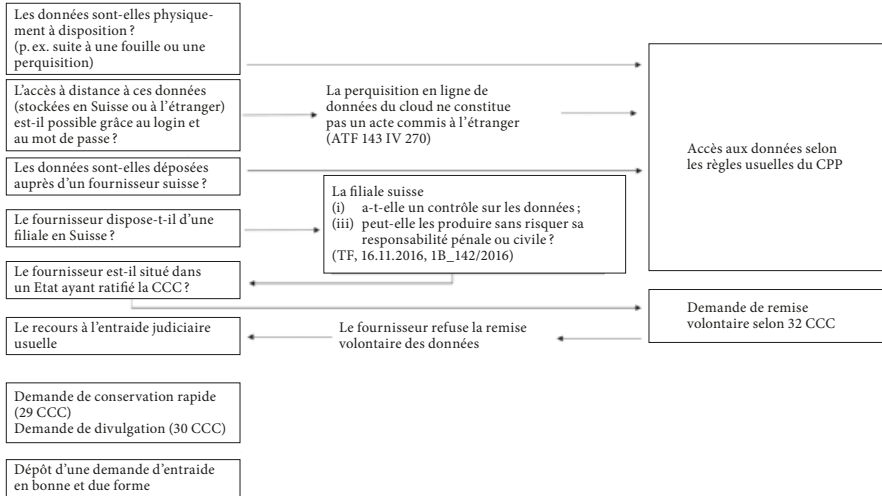 Les données sont-elles physique-
ment à disposition ?
(p. ex. suite à une fouille ou une
perquisition)
L’accès à distance à ces données
(stockées en Suisse ou à l’étranger)
est-il possible grâce au login et
au mot de passe ?
La perquisition en ligne de
données du cloud ne constitue
pas un acte commis à l’étranger
(ATF 143 IV 270)
Accès aux données selon
les règles usuelles du CPP
Les données sont-elles déposées
auprès d’un fournisseur suisse ?
Le fournisseur dispose-t-il d’une
filiale en Suisse ?
La filiale suisse
(i) a-t-elle un contrôle sur les données ;
(iii) peut-elle les produire sans risquer sa
responsabilité pénale ou civile ?
(TF, 16.11.2016, 1B_142/2016)
Le fournisseur est-il situé dans
un Etat ayant ratifié la CCC ?
Demande de remise
volontaire selon 32 CCC
Le recours à l’entraide judiciaire
usuelle
Le fournisseur refuse la remise
volontaire des données
Demande de conservation rapide
(29 CCC)
Demande de divulgation (30 CCC)
Dépôt d’une demande d’entraide
en bonne et due forme